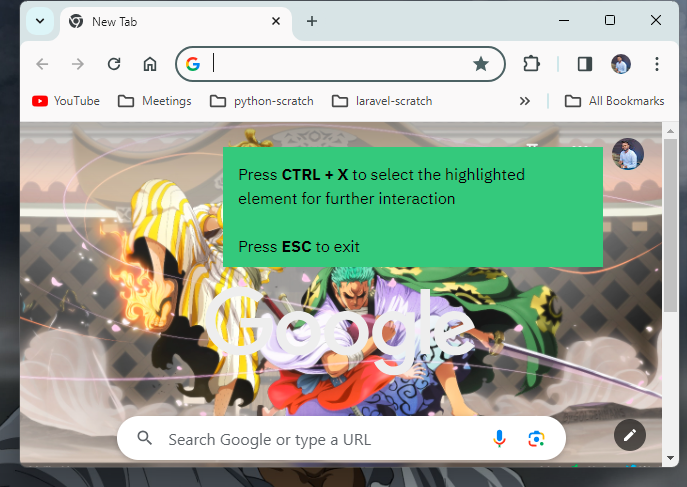 New Tab
YouTube
Meetings
python-scratch
laravel-scratch
All Bookmarks
Press CTRL + X to select the highlighted
element for further interaction
Press ESC to exit
Google
Search Google or type a URL